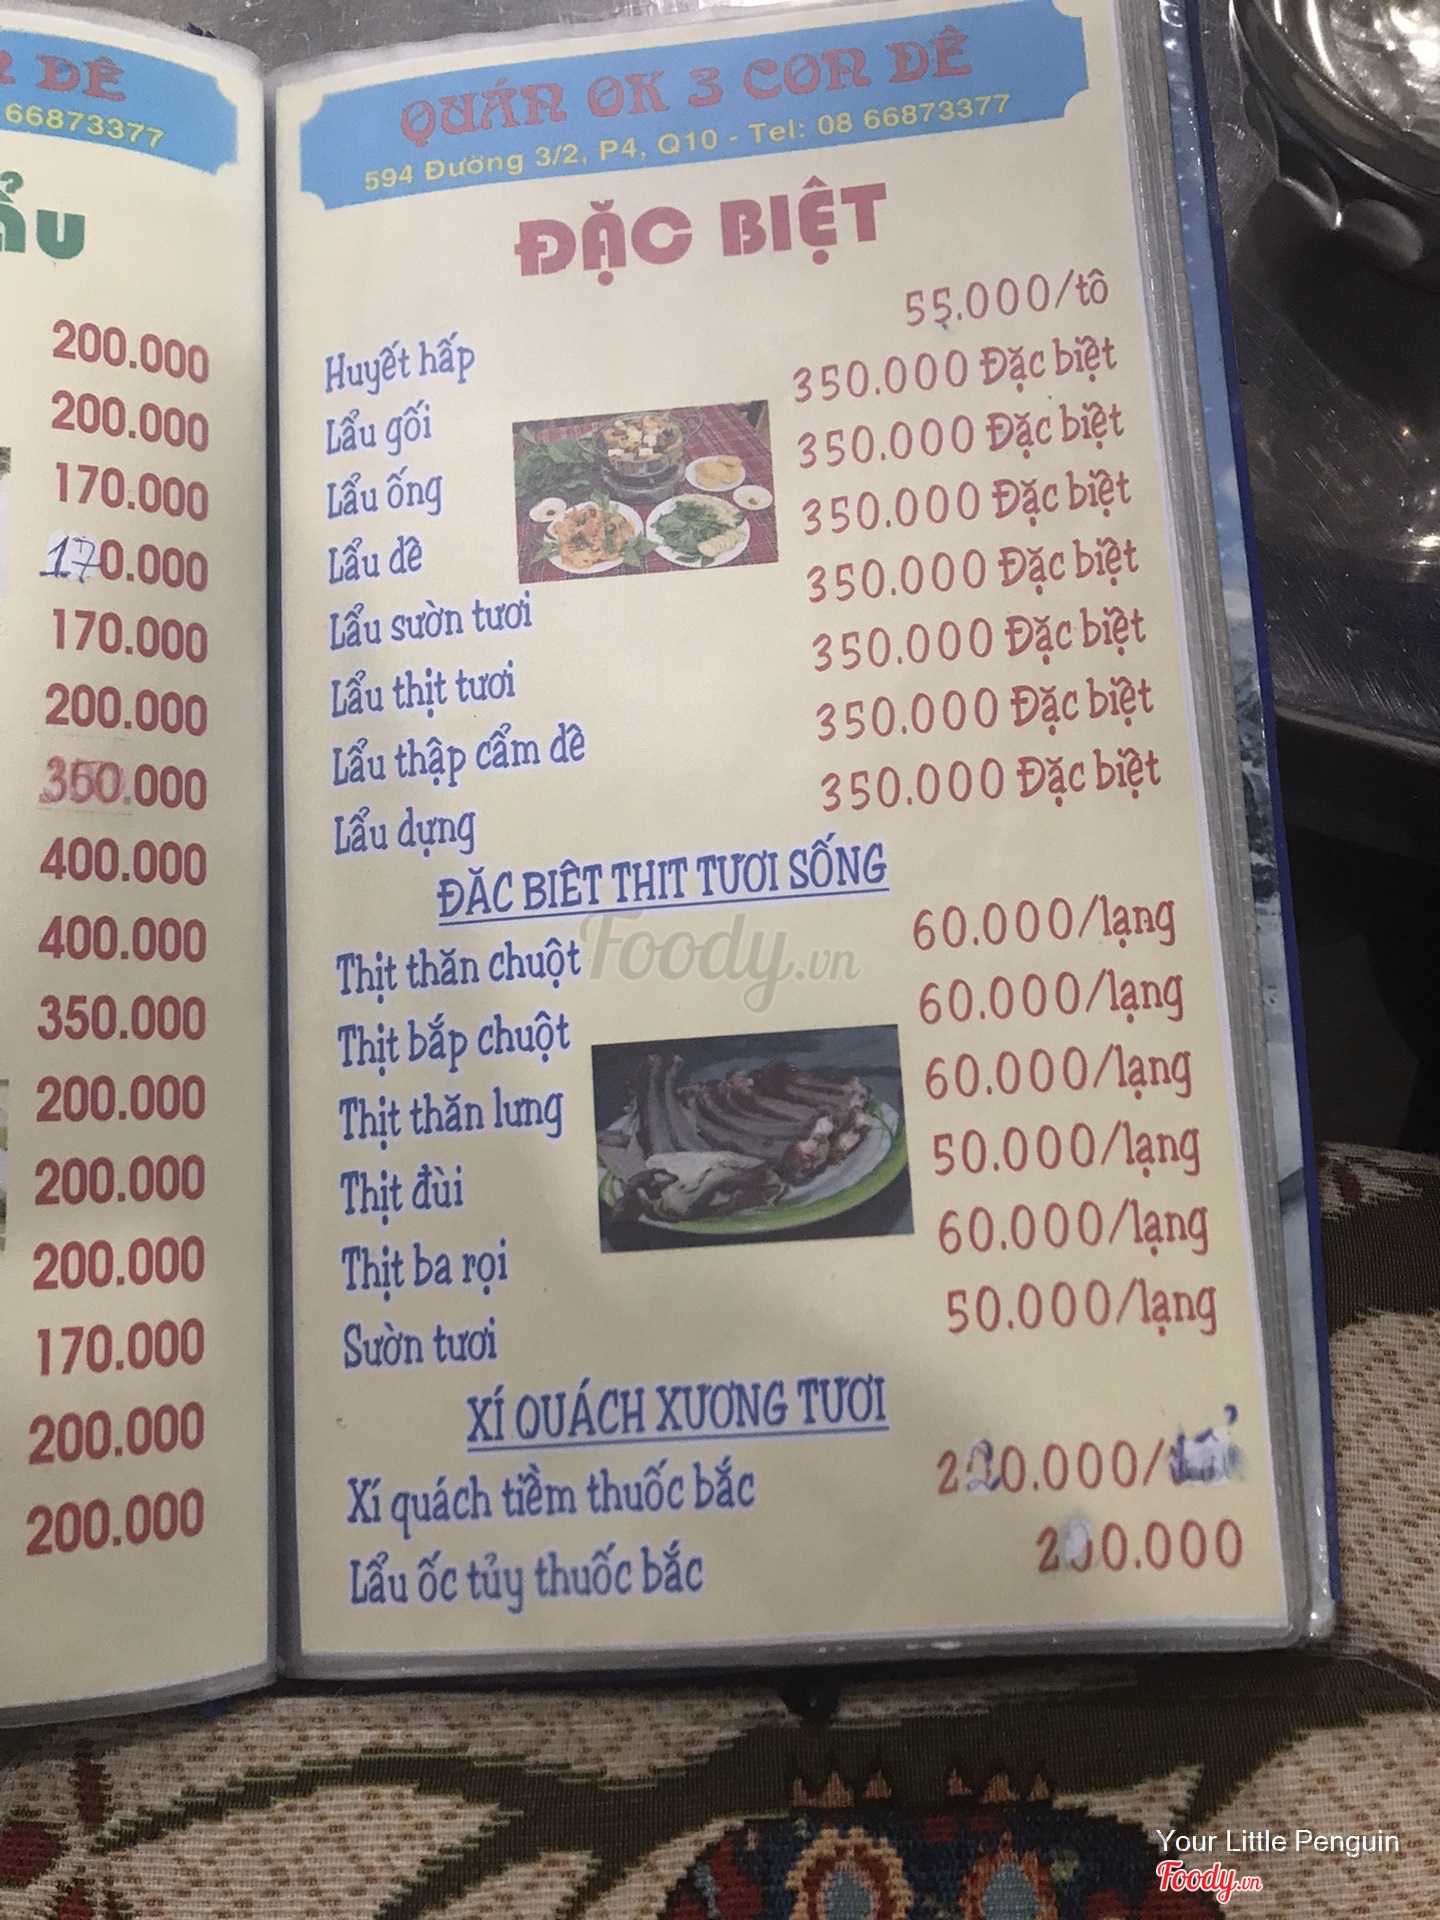 DÊ
66873377
ẨU
200.000
200.000
170.000
170.000
170.000
200.000
350.000
400.000
400.000
350.000
200.000
200.000
200.000
170.000
200.000
200.000
QUÁN OK 3 CON DÊ
594 Đường 3/2, P4, Q10 - Tel: 08 66873377
ĐẶC BIỆT
Huyết hấp 55.000/tô
Lẩu gối 350.000 Đặc biệt
Lẩu ống 350.000 Đặc biệt
Lẩu dê 350.000 Đặc biệt
Lẩu sườn tươi 350.000 Đặc biệt
Lẩu thịt tươi 350.000 Đặc biệt
Lẩu thập cẩm dê 350.000 Đặc biệt
Lẩu dựng 350.000 Đặc biệt
ĐẶC BIỆT THỊT TƯƠI SỐNG
Thịt thăn chuột 60.000/lạng
Thịt bắp chuột 60.000/lạng
Thịt thăn lưng 60.000/lạng
Thịt đùi 50.000/lạng
Thịt ba rọi 60.000/lạng
Sườn tươi 50.000/lạng
XÍ QUÁCH XƯƠNG TƯƠI
Xí quách tiềm thuốc bắc 220.000/
Lẩu ốc tủy thuốc bắc 200.000
Foody.vn
Your Little Penguin
Foody.vn